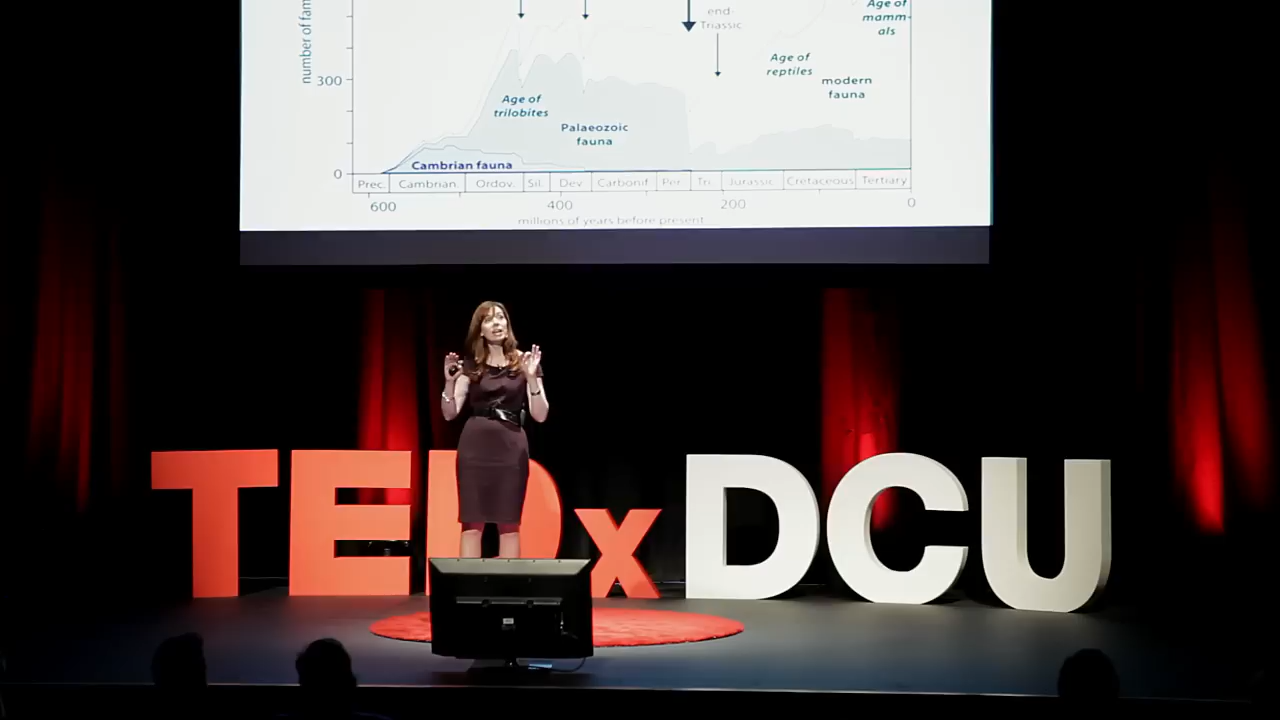 number of fam
end-
Triassic
Age of
mamm-
als
Age of
reptiles
modern
fauna
300
Age of
trilobites
Palaeozoic
fauna
Cambrian fauna
0
Prec. Cambrian Ordov. Sil. Dev. Carbonif. Per. Tri. Jurassic Cretaceous Tertiary
600 400 200 0
millions of years before present
TEDxDCU